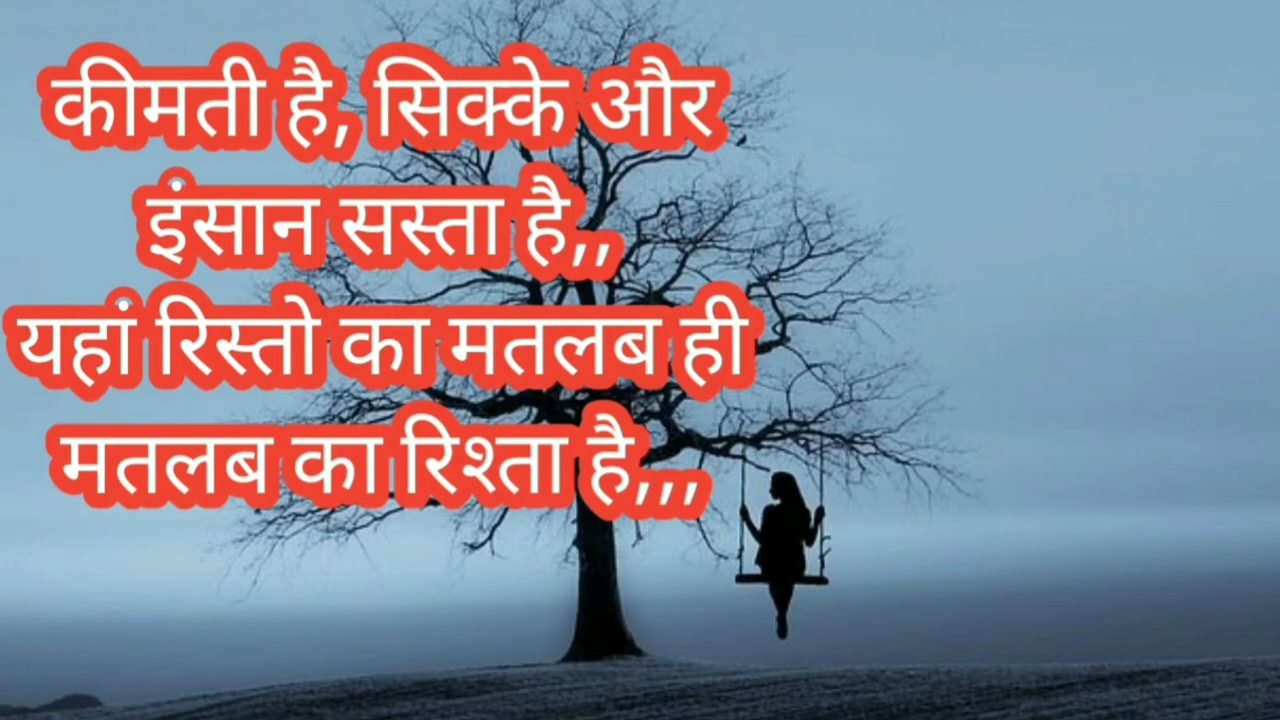 कीमती है, सिक्के और
इंसान सस्ता है,,
यहां रिस्तो का मतलब ही
मतलब का रिश्ता है,,,